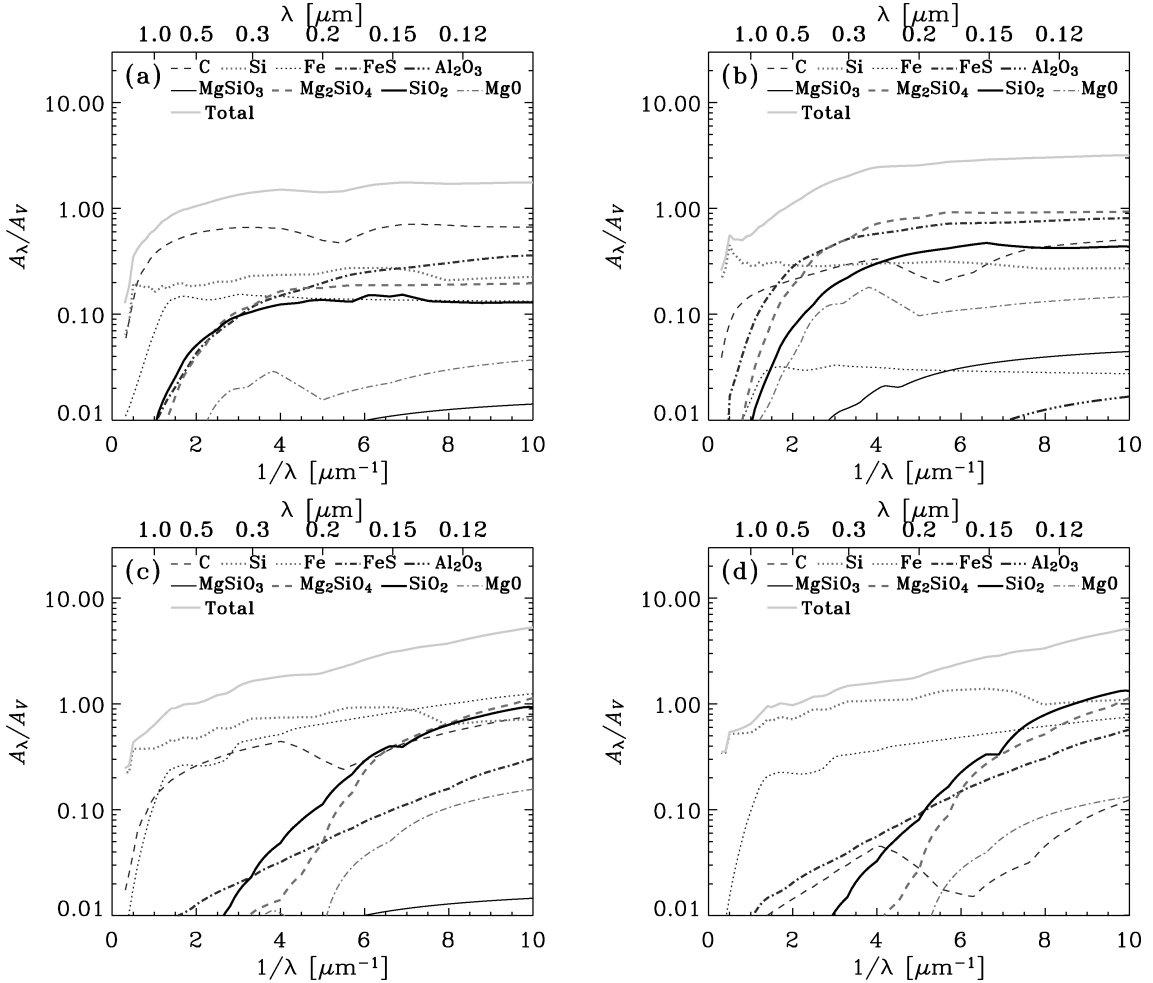 λ [μm] λ [μm]
1.0 0.5 0.3 0.2 0.15 0.12 1.0 0.5 0.3 0.2 0.15 0.12
(a) C Si Fe FeS Al₂O₃ (b) C Si Fe FeS Al₂O₃
MgSiO₃ Mg₂SiO₄ SiO₂ MgO MgSiO₃ Mg₂SiO₄ SiO₂ MgO
10.00 Total 10.00 Total
1.00 1.00
A_λ/A_V A_λ/A_V
0.10 0.10
0.01 0.01
0 2 4 6 8 10 0 2 4 6 8 10
1/λ [μm⁻¹] 1/λ [μm⁻¹]
λ [μm] λ [μm]
1.0 0.5 0.3 0.2 0.15 0.12 1.0 0.5 0.3 0.2 0.15 0.12
(c) C Si Fe FeS Al₂O₃ (d) C Si Fe FeS Al₂O₃
MgSiO₃ Mg₂SiO₄ SiO₂ MgO MgSiO₃ Mg₂SiO₄ SiO₂ MgO
10.00 Total 10.00 Total
1.00 1.00
A_λ/A_V A_λ/A_V
0.10 0.10
0.01 0.01
0 2 4 6 8 10 0 2 4 6 8 10
1/λ [μm⁻¹] 1/λ [μm⁻¹]